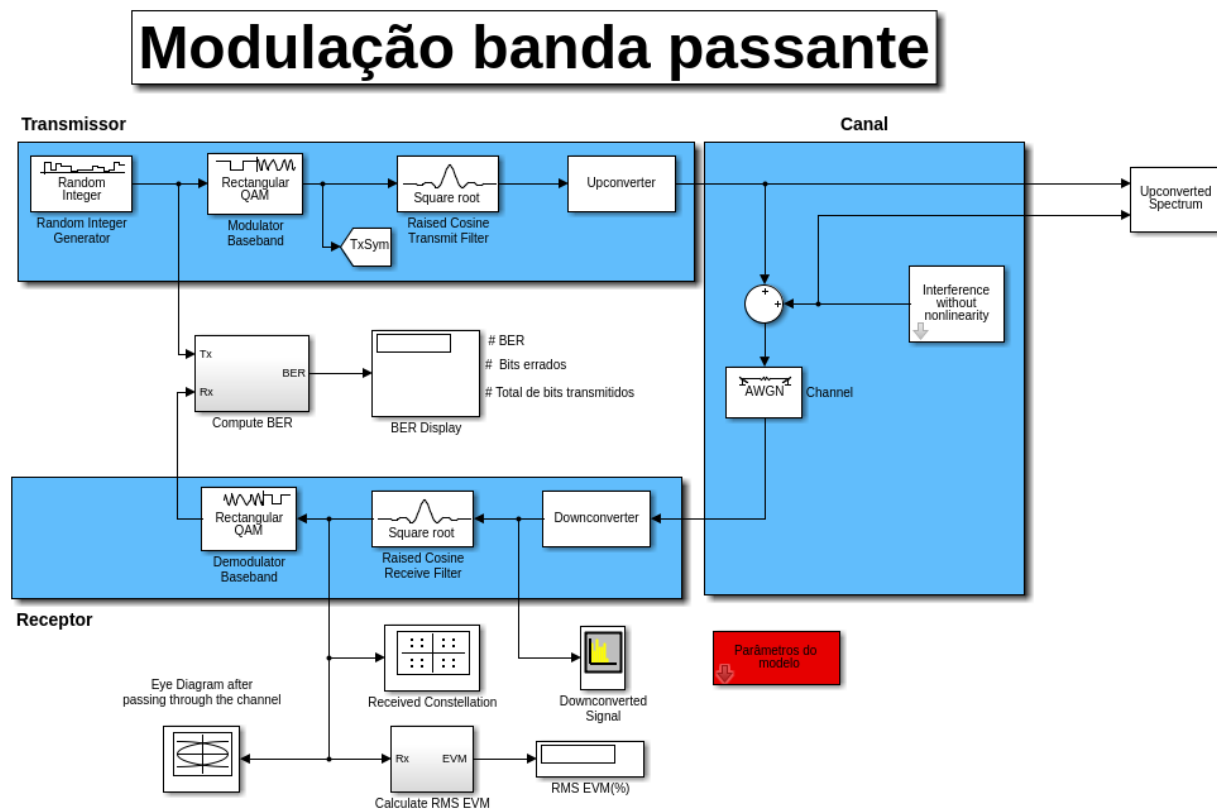 Modulação banda passante
Transmissor
Canal
Random
Integer
Random Integer
Generator
Rectangular
QAM
Modulator
Baseband
TxSym
Square root
Raised Cosine
Transmit Filter
Upconverter
Upconverted
Spectrum
Interference
without
nonlinearity
AWGN
Channel
Tx
Rx
BER
Compute BER
BER Display
# BER
# Bits errados
# Total de bits transmitidos
Rectangular
QAM
Demodulator
Baseband
Square root
Raised Cosine
Receive Filter
Downconverter
Receptor
Received Constellation
Downconverted
Signal
Parâmetros do
modelo
Eye Diagram after
passing through the channel
Rx
EVM
Calculate RMS EVM
RMS EVM(%)